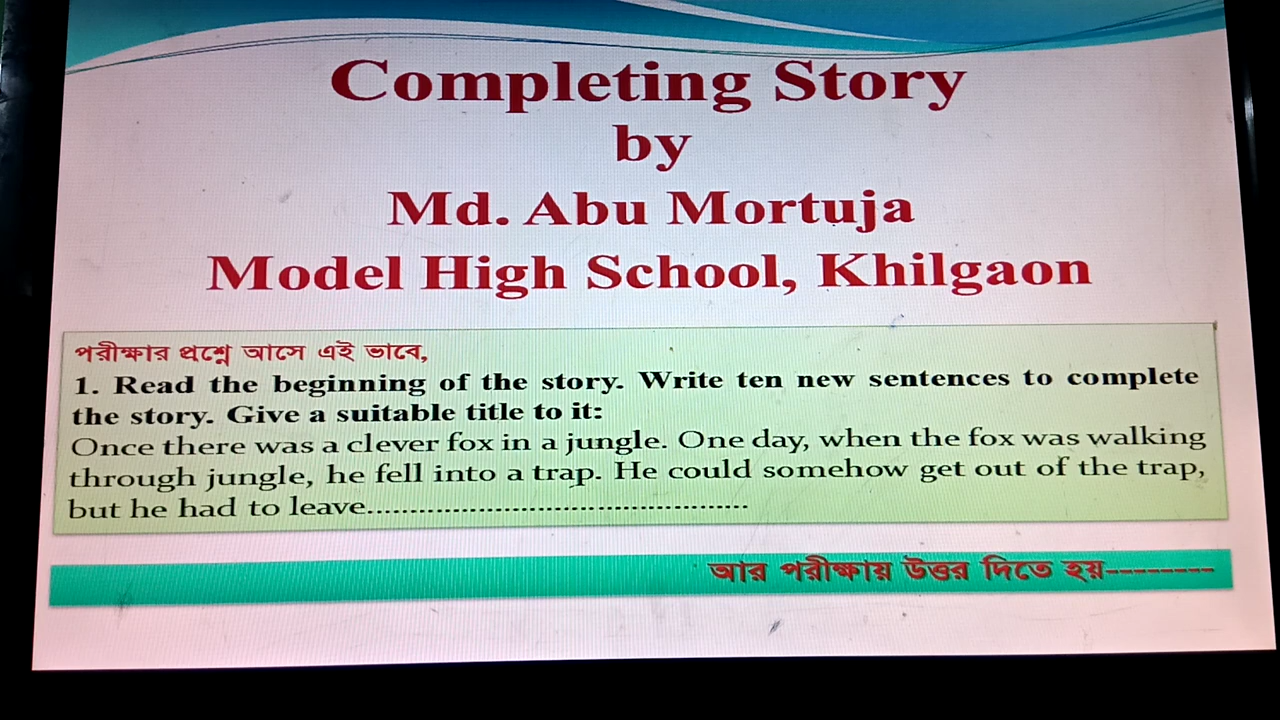 Completing Story
by
Md. Abu Mortuja
Model High School, Khilgaon
পরীক্ষার প্রশ্নে আসে এই ভাবে,
1. Read the beginning of the story. Write ten new sentences to complete
the story. Give a suitable title to it:
Once there was a clever fox in a jungle. One day, when the fox was walking
through jungle, he fell into a trap. He could somehow get out of the trap,
but he had to leave............................................
আর পরীক্ষায় উত্তর দিতে হয়---------